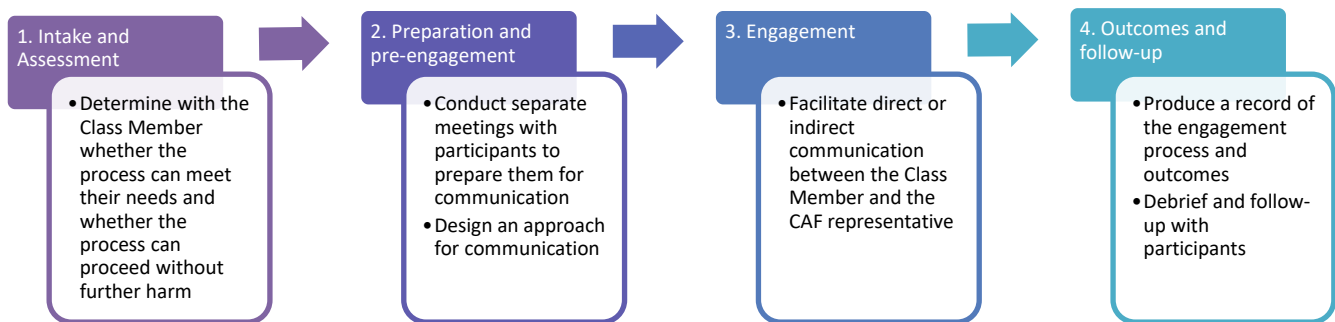 1. Intake and
Assessment
•Determine with the
Class Member
whether the
process can meet
their needs and
whether the
process can
proceed without
further harm
2. Preparation and
pre-engagement
•Conduct separate
meetings with
participants to
prepare them for
communication
•Design an approach
for communication
3. Engagement
•Facilitate direct or
indirect
communication
between the Class
Member and the
CAF representative
4. Outcomes and
follow-up
•Produce a record of
the engagement
process and
outcomes
•Debrief and follow-
up with
participants